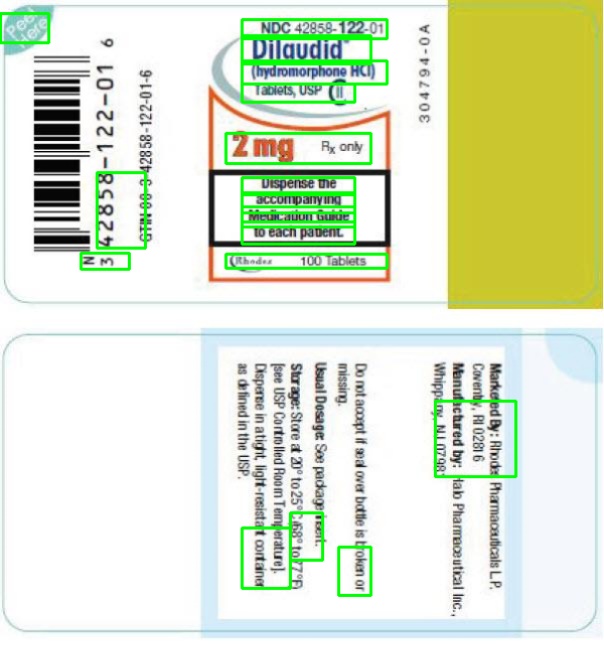 Peel
Here
N
3 42858-122-01 6
GTIN 00-3-42858-122-01-6
NDC 42858-122-01
Dilaudid®
(hydromorphone HCl)
Tablets, USP CII
2 mg Rx only
Dispense the
accompanying
Medication Guide
to each patient.
Rhodes 100 Tablets
304794-0A
Marketed By: Rhodes Pharmaceuticals L.P.
Coventry, RI 02816
Manufactured by: Halo Pharmaceutical Inc.,
Whippany, NJ 0798
Do not accept if seal over bottle is broken or
missing.
Usual Dosage: See package insert.
Storage: Store at 20° to 25°C (68° to 77°F)
[see USP Controlled Room Temperature].
Dispense in a tight, light-resistant container
as defined in the USP.